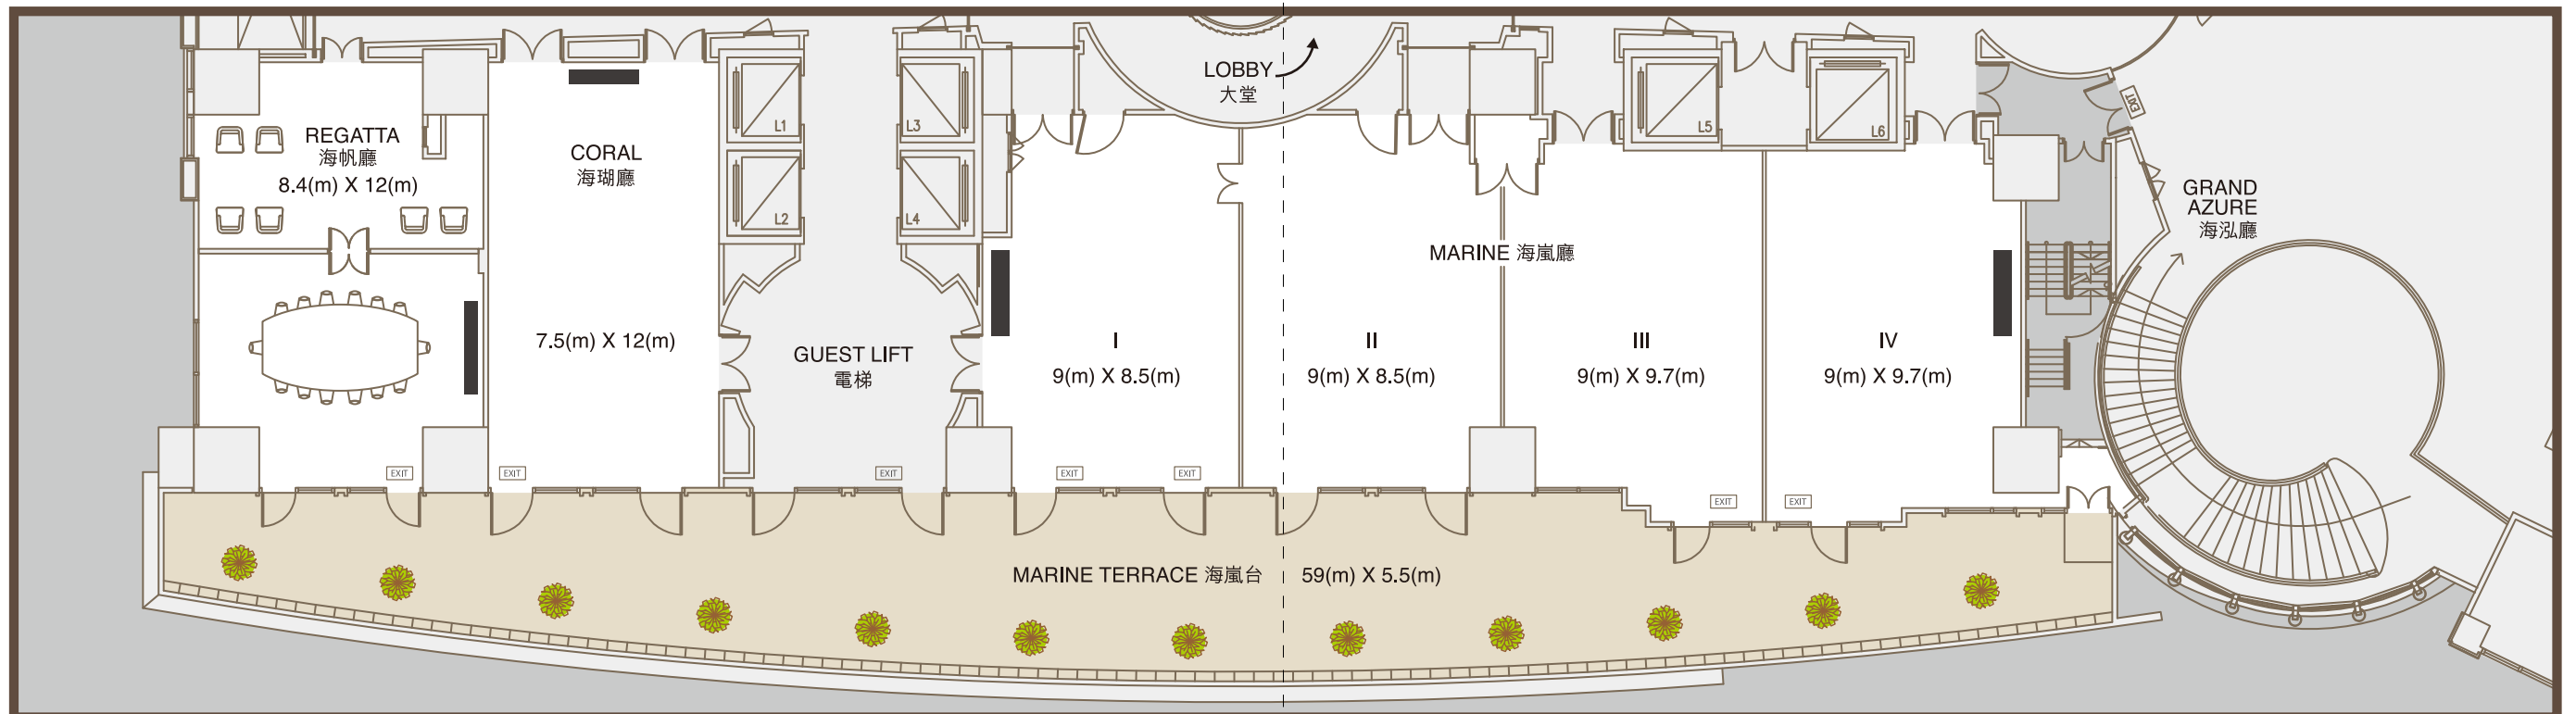 LOBBY
大堂
REGATTA
海帆廳
8.4(m) X 12(m)
CORAL
海瑚廳
7.5(m) X 12(m)
L1
L2
L3
L4
L5
L6
EXIT
GRAND
AZURE
海泓廳
MARINE 海嵐廳
GUEST LIFT
電梯
I
9(m) X 8.5(m)
II
9(m) X 8.5(m)
III
9(m) X 9.7(m)
IV
9(m) X 9.7(m)
EXIT
EXIT
EXIT
EXIT
EXIT
EXIT
EXIT
MARINE TERRACE 海嵐台 59(m) X 5.5(m)